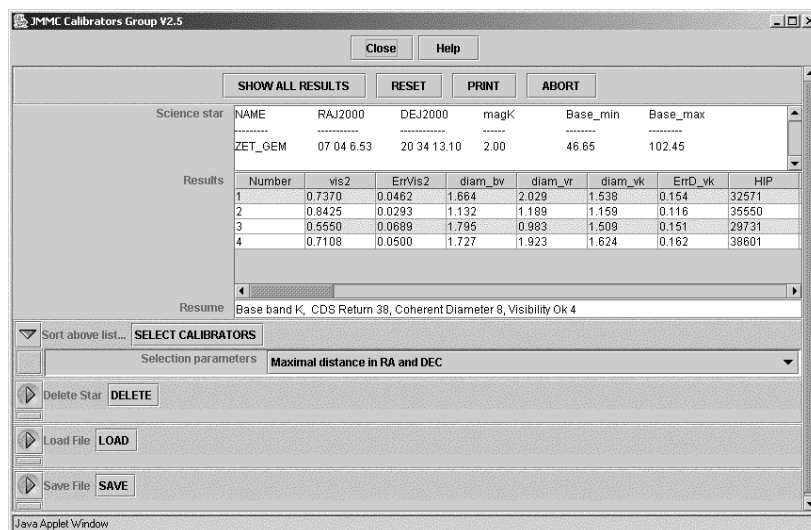 JMMC Calibrators Group V2.5
Close Help
SHOW ALL RESULTS RESET PRINT ABORT
Science star NAME RAJ2000 DEJ2000 magK Base_min Base_max
--------- ----------- ------------ ------ -------- ---------
ZET_GEM 07 04 6.53 20 34 13.10 2.00 46.65 102.45
Results Number vis2 ErrVis2 diam_bv diam_vr diam_vk ErrD_vk HIP
1 0.7370 0.0462 1.664 2.029 1.538 0.154 32571
2 0.8425 0.0293 1.132 1.189 1.159 0.116 35550
3 0.5550 0.0689 1.795 0.983 1.509 0.151 29731
4 0.7108 0.0500 1.727 1.923 1.624 0.162 38601
Resume Base band K, CDS Return 38, Coherent Diameter 8, Visibility Ok 4
Sort above list... SELECT CALIBRATORS
Selection parameters Maximal distance in RA and DEC
Delete Star DELETE
Load File LOAD
Save File SAVE
Java Applet Window